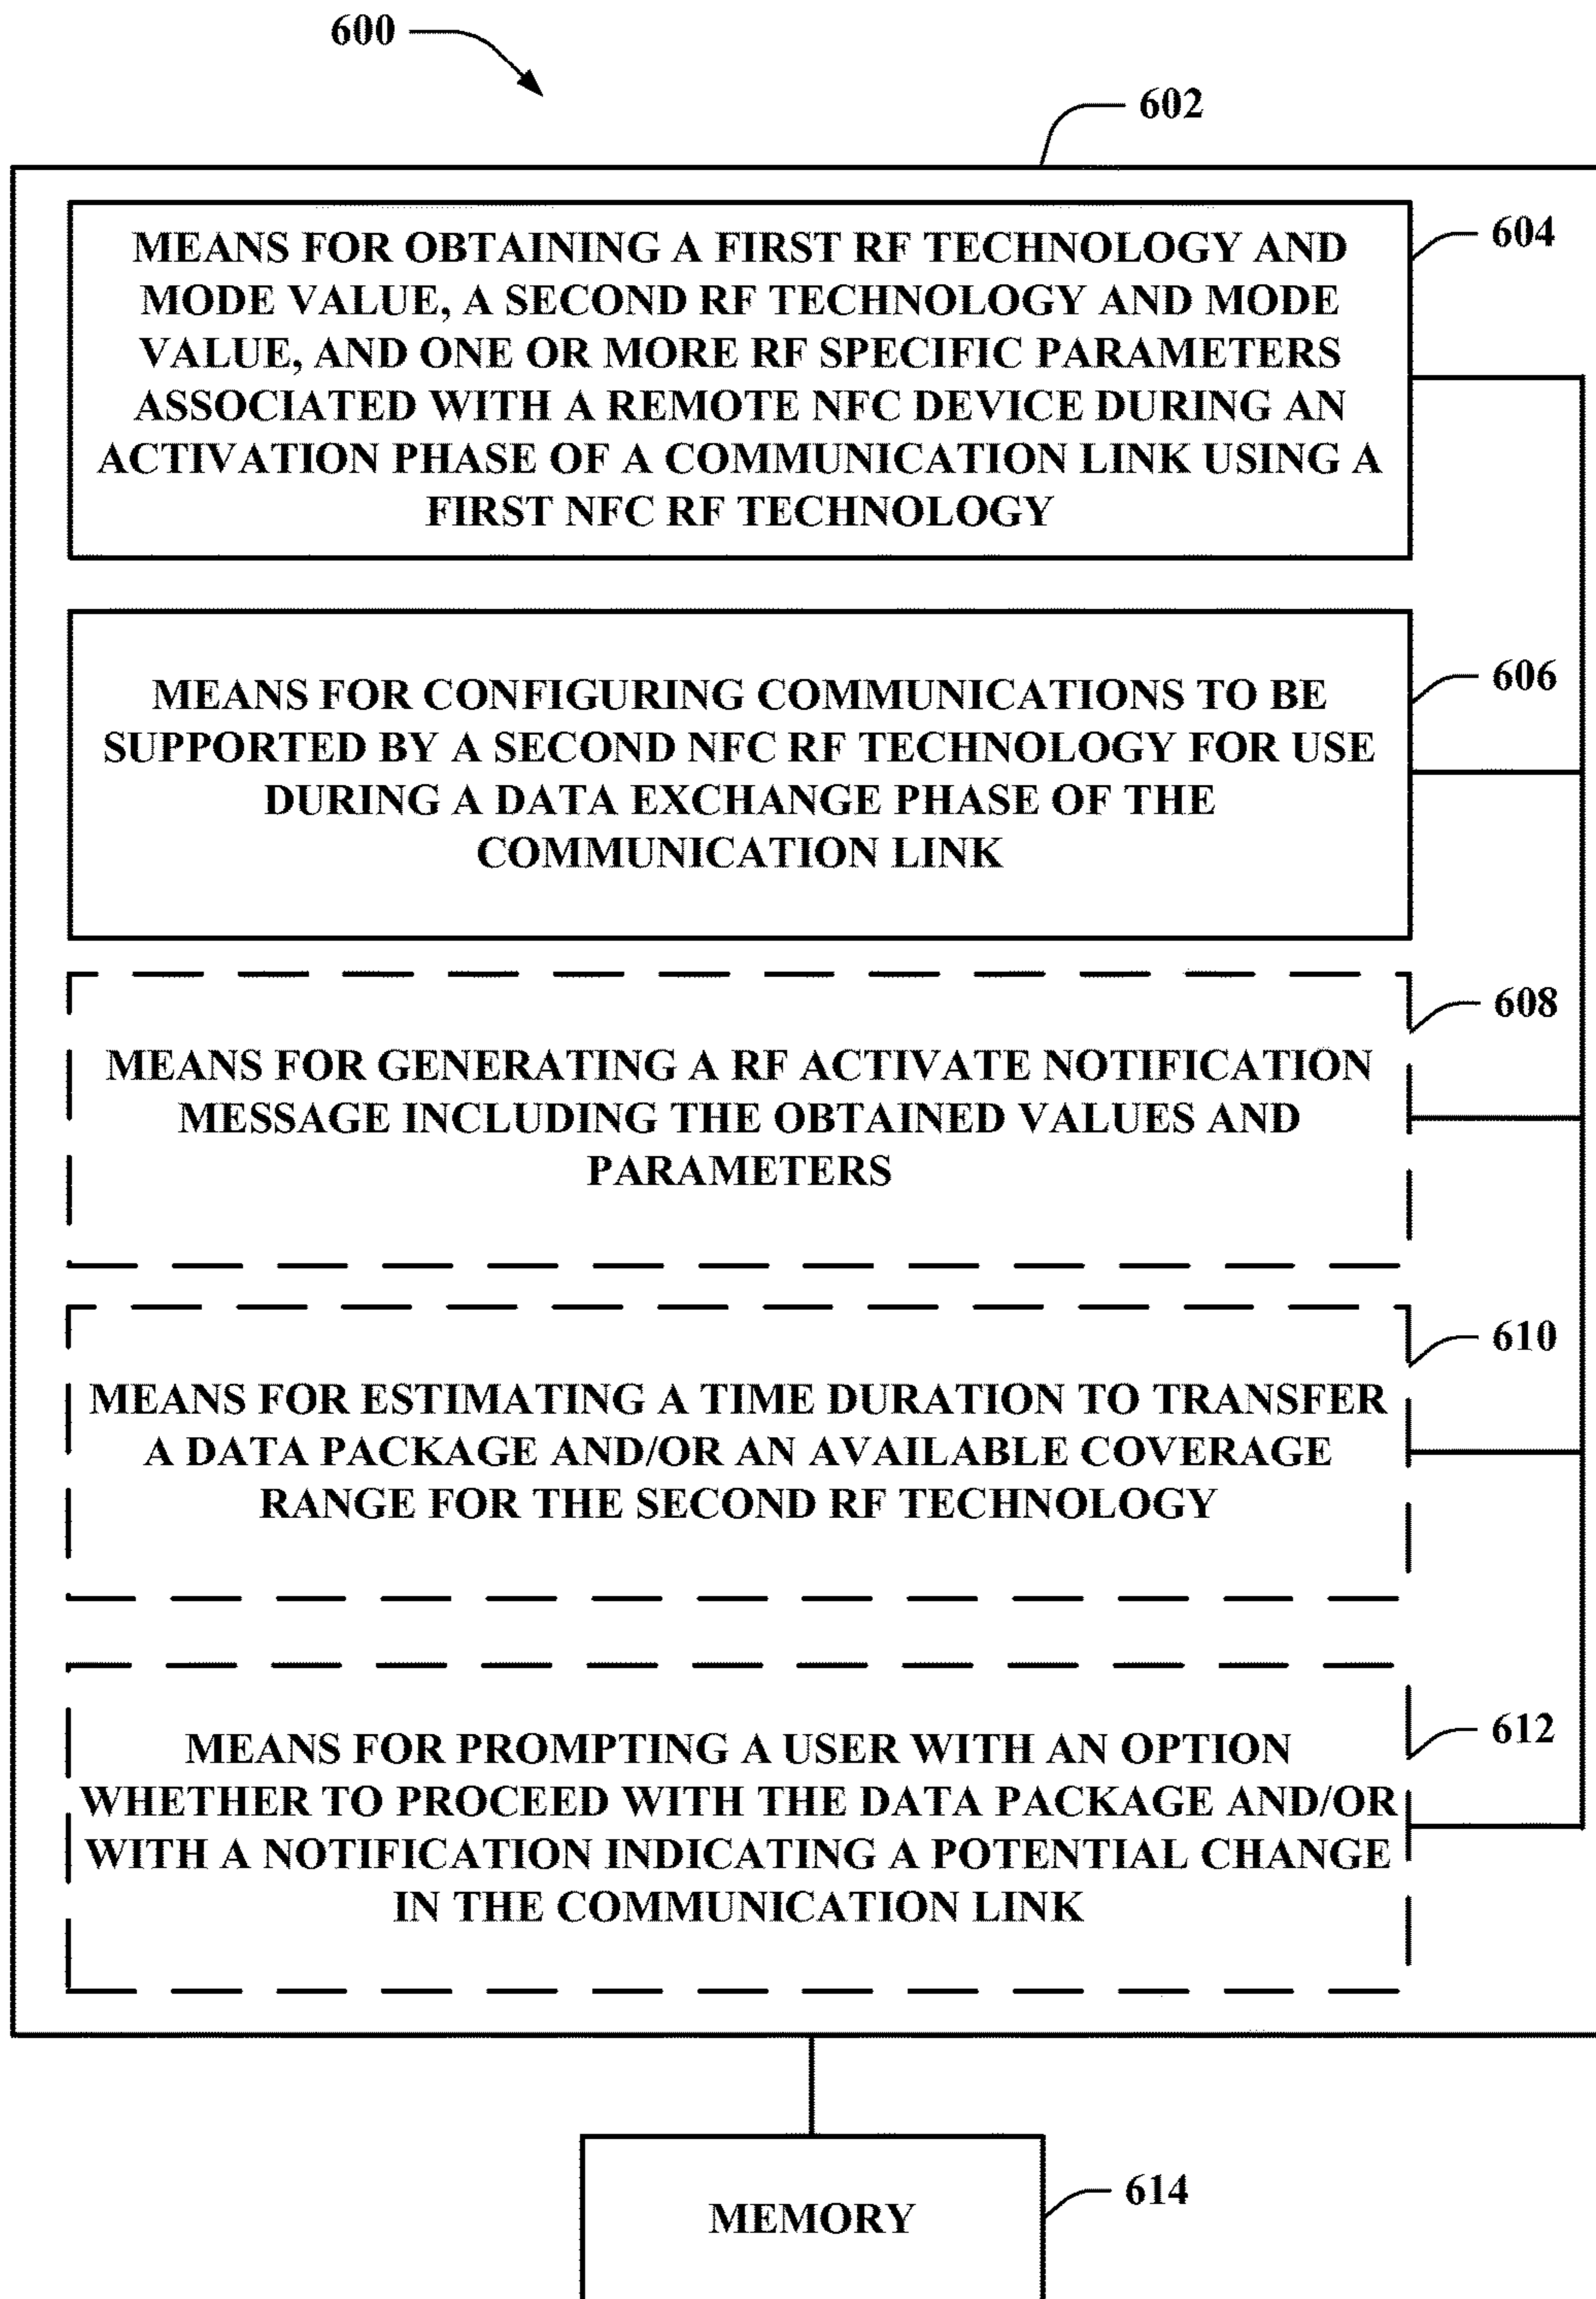 600
602
MEANS FOR OBTAINING A FIRST RF TECHNOLOGY AND
MODE VALUE, A SECOND RF TECHNOLOGY AND MODE
VALUE, AND ONE OR MORE RF SPECIFIC PARAMETERS
ASSOCIATED WITH A REMOTE NFC DEVICE DURING AN
ACTIVATION PHASE OF A COMMUNICATION LINK USING A
FIRST NFC RF TECHNOLOGY
604
MEANS FOR CONFIGURING COMMUNICATIONS TO BE
SUPPORTED BY A SECOND NFC RF TECHNOLOGY FOR USE
DURING A DATA EXCHANGE PHASE OF THE
COMMUNICATION LINK
606
MEANS FOR GENERATING A RF ACTIVATE NOTIFICATION
MESSAGE INCLUDING THE OBTAINED VALUES AND
PARAMETERS
608
MEANS FOR ESTIMATING A TIME DURATION TO TRANSFER
A DATA PACKAGE AND/OR AN AVAILABLE COVERAGE
RANGE FOR THE SECOND RF TECHNOLOGY
610
MEANS FOR PROMPTING A USER WITH AN OPTION
WHETHER TO PROCEED WITH THE DATA PACKAGE AND/OR
WITH A NOTIFICATION INDICATING A POTENTIAL CHANGE
IN THE COMMUNICATION LINK
612
MEMORY
614